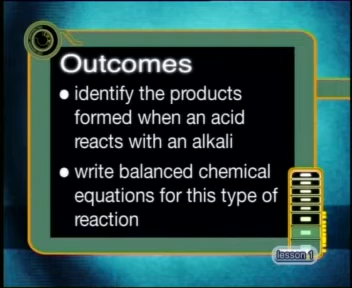 Outcomes
• identify the products
formed when an acid
reacts with an alkali
• write balanced chemical
equations for this type of
reaction
lesson 1